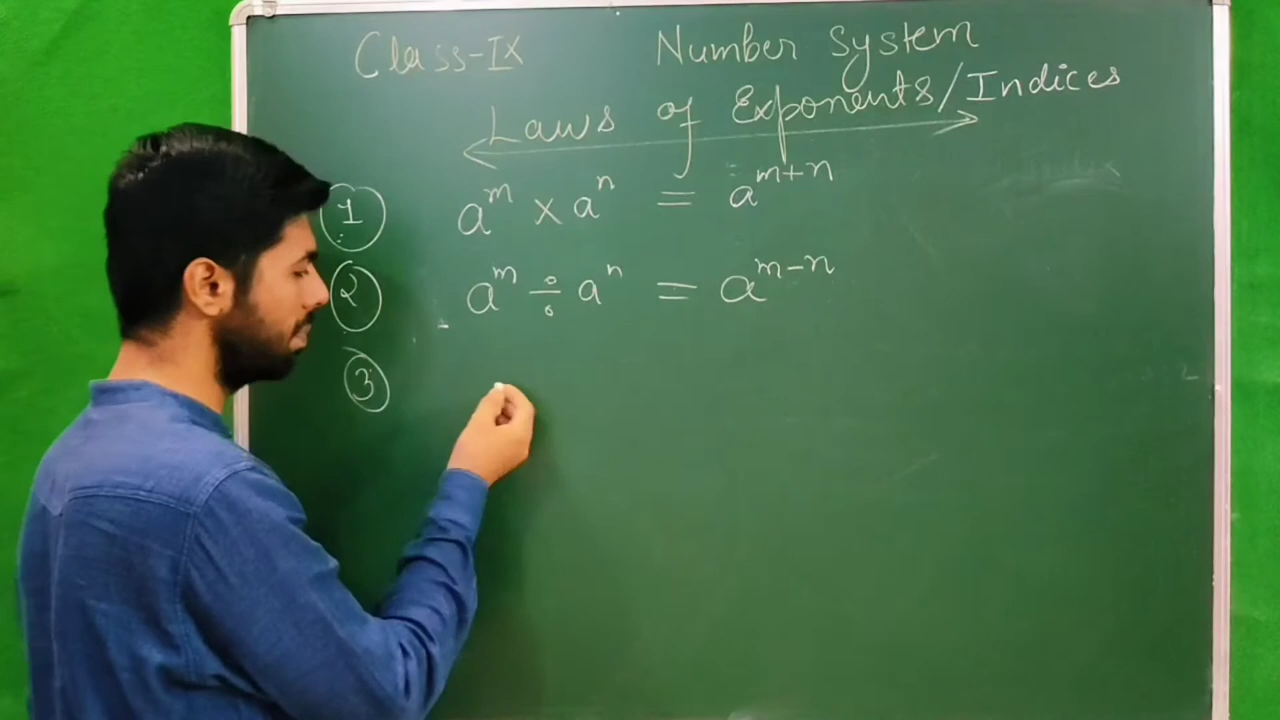 Class-IX Number System
Laws of Exponents/Indices
1 a^m × a^n = a^{m+n}
2 a^m ÷ a^n = a^{m-n}
3